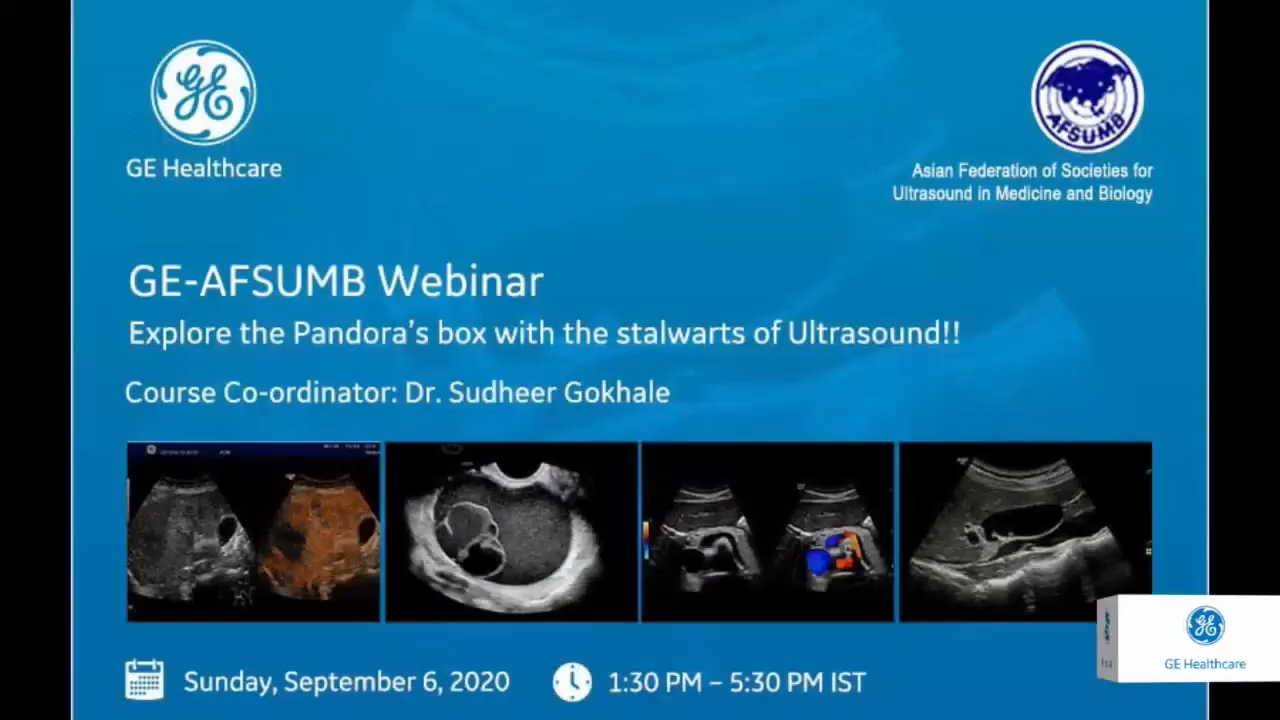 GE Healthcare
AFSUMB
Asian Federation of Societies for
Ultrasound in Medicine and Biology
GE-AFSUMB Webinar
Explore the Pandora's box with the stalwarts of Ultrasound!!
Course Co-ordinator: Dr. Sudheer Gokhale
Sunday, September 6, 2020
1:30 PM – 5:30 PM IST
GE Healthcare